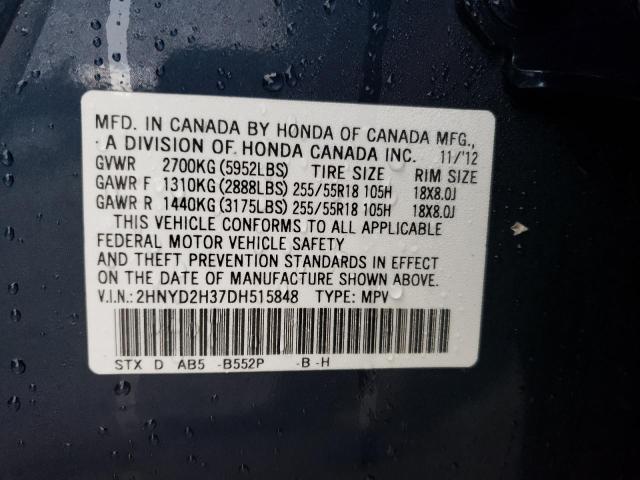 MFD. IN CANADA BY HONDA OF CANADA MFG.,
A DIVISION OF HONDA CANADA INC. 11/'12
GVWR 2700KG (5952LBS) TIRE SIZE RIM SIZE
GAWR F 1310KG (2888LBS) 255/55R18 105H 18X8.0J
GAWR R 1440KG (3175LBS) 255/55R18 105H 18X8.0J
THIS VEHICLE CONFORMS TO ALL APPLICABLE
FEDERAL MOTOR VEHICLE SAFETY
AND THEFT PREVENTION STANDARDS IN EFFECT
ON THE DATE OF MANUFACTURE SHOWN ABOVE.
V.I.N.: 2HNYD2H37DH515848 TYPE: MPV
STX D AB5 -B552P -B -H